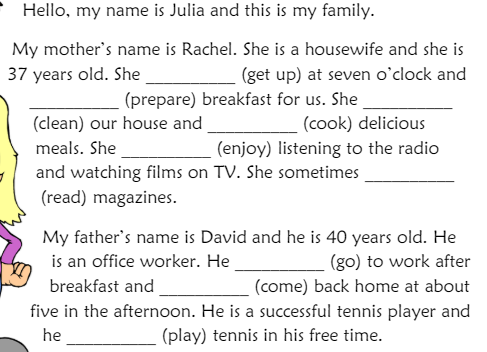 Hello, my name is Julia and this is my family.
My mother's name is Rachel. She is a housewife and she is
37 years old. She __________ (get up) at seven o'clock and
__________ (prepare) breakfast for us. She __________
(clean) our house and __________ (cook) delicious
meals. She __________ (enjoy) listening to the radio
and watching films on TV. She sometimes __________
(read) magazines.
My father's name is David and he is 40 years old. He
is an office worker. He __________ (go) to work after
breakfast and __________ (come) back home at about
five in the afternoon. He is a successful tennis player and
he __________ (play) tennis in his free time.